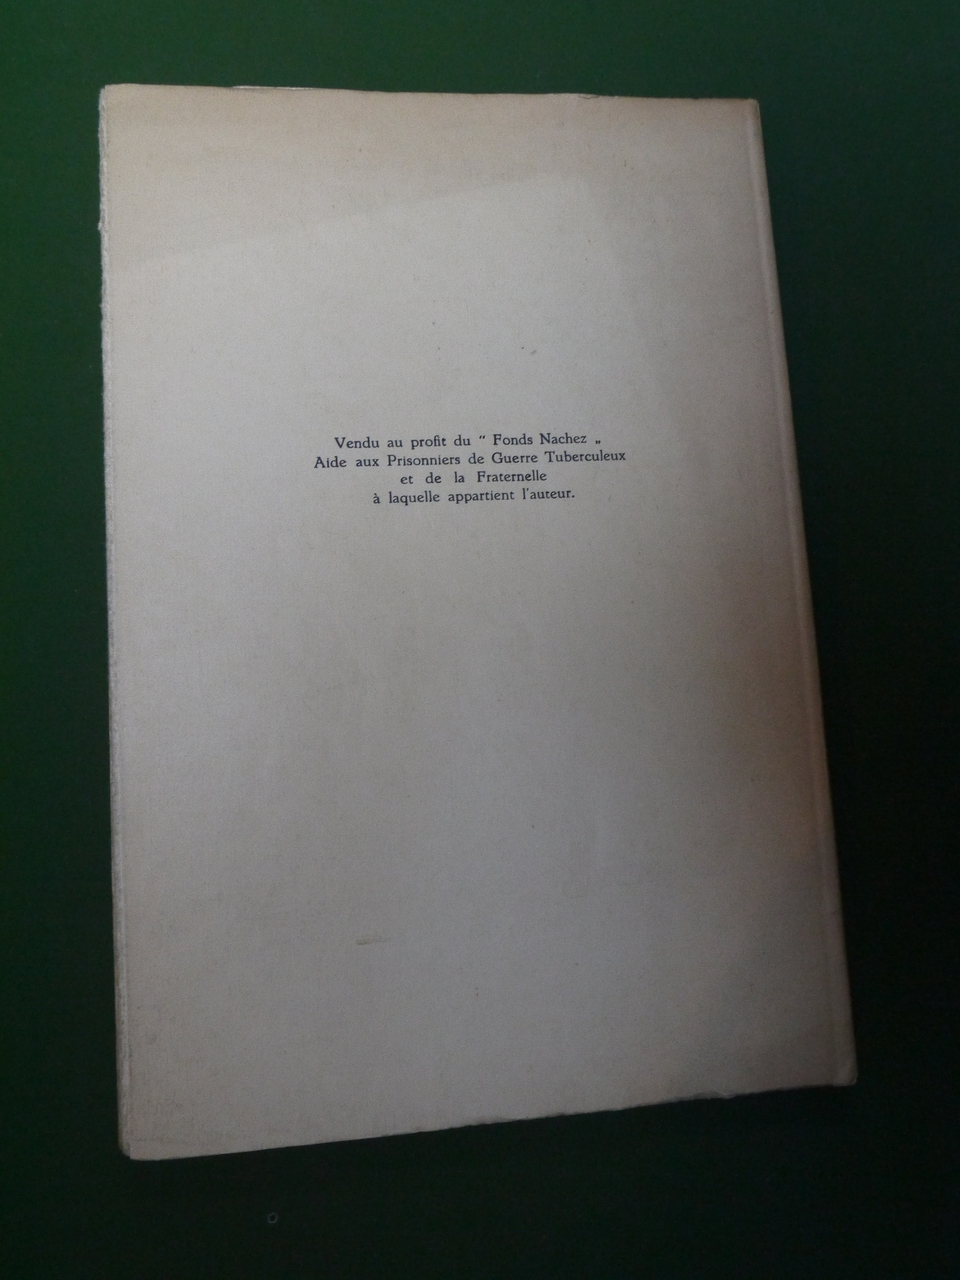 Vendu au profit du “ Fonds Nachez „
Aide aux Prisonniers de Guerre Tuberculeux
et de la Fraternelle
à laquelle appartient l'auteur.